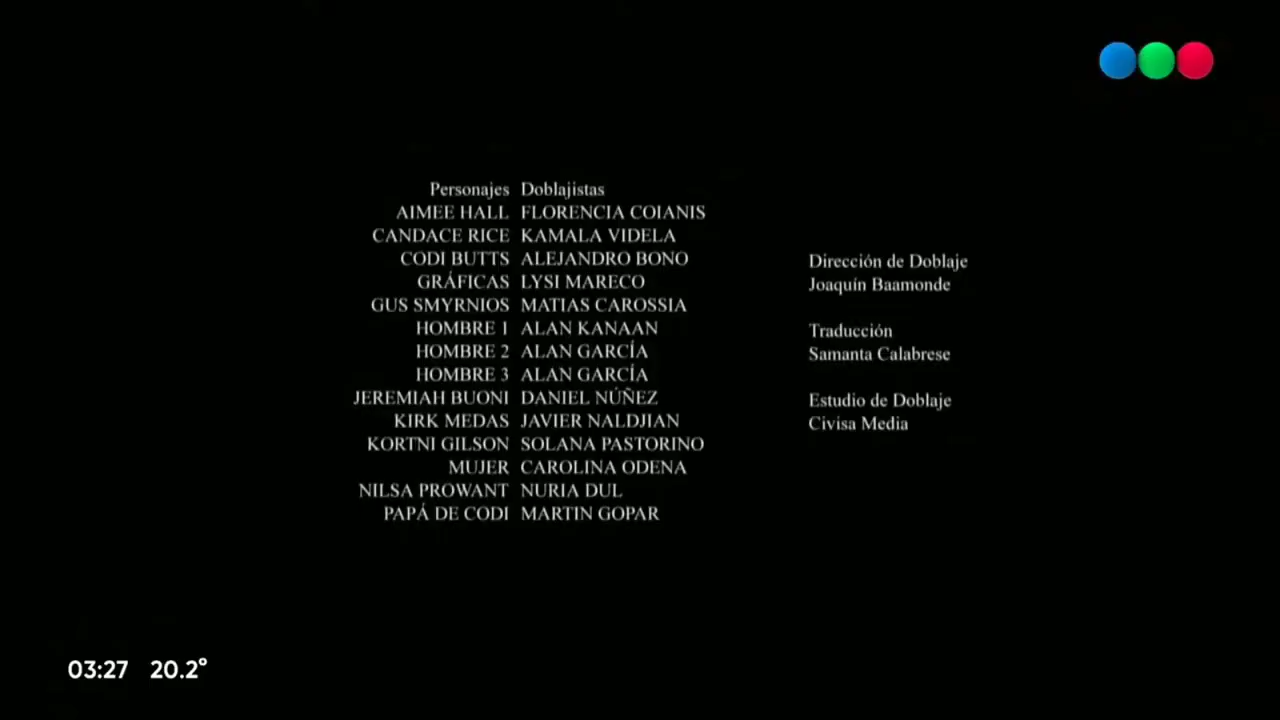 Personajes Doblajistas
AIMEE HALL FLORENCIA COIANIS
CANDACE RICE KAMALA VIDELA
CODI BUTTS ALEJANDRO BONO
GRÁFICAS LYSI MARECO
GUS SMYRNIOS MATIAS CAROSSIA
HOMBRE 1 ALAN KANAAN
HOMBRE 2 ALAN GARCÍA
HOMBRE 3 ALAN GARCÍA
JEREMIAH BUONI DANIEL NÚÑEZ
KIRK MEDAS JAVIER NALDJIAN
KORTNI GILSON SOLANA PASTORINO
MUJER CAROLINA ODENA
NILSA PROWANT NURIA DUL
PAPÁ DE CODI MARTIN GOPAR
Dirección de Doblaje
Joaquín Baamonde
Traducción
Samanta Calabrese
Estudio de Doblaje
Civisa Media
03:27 20.2°